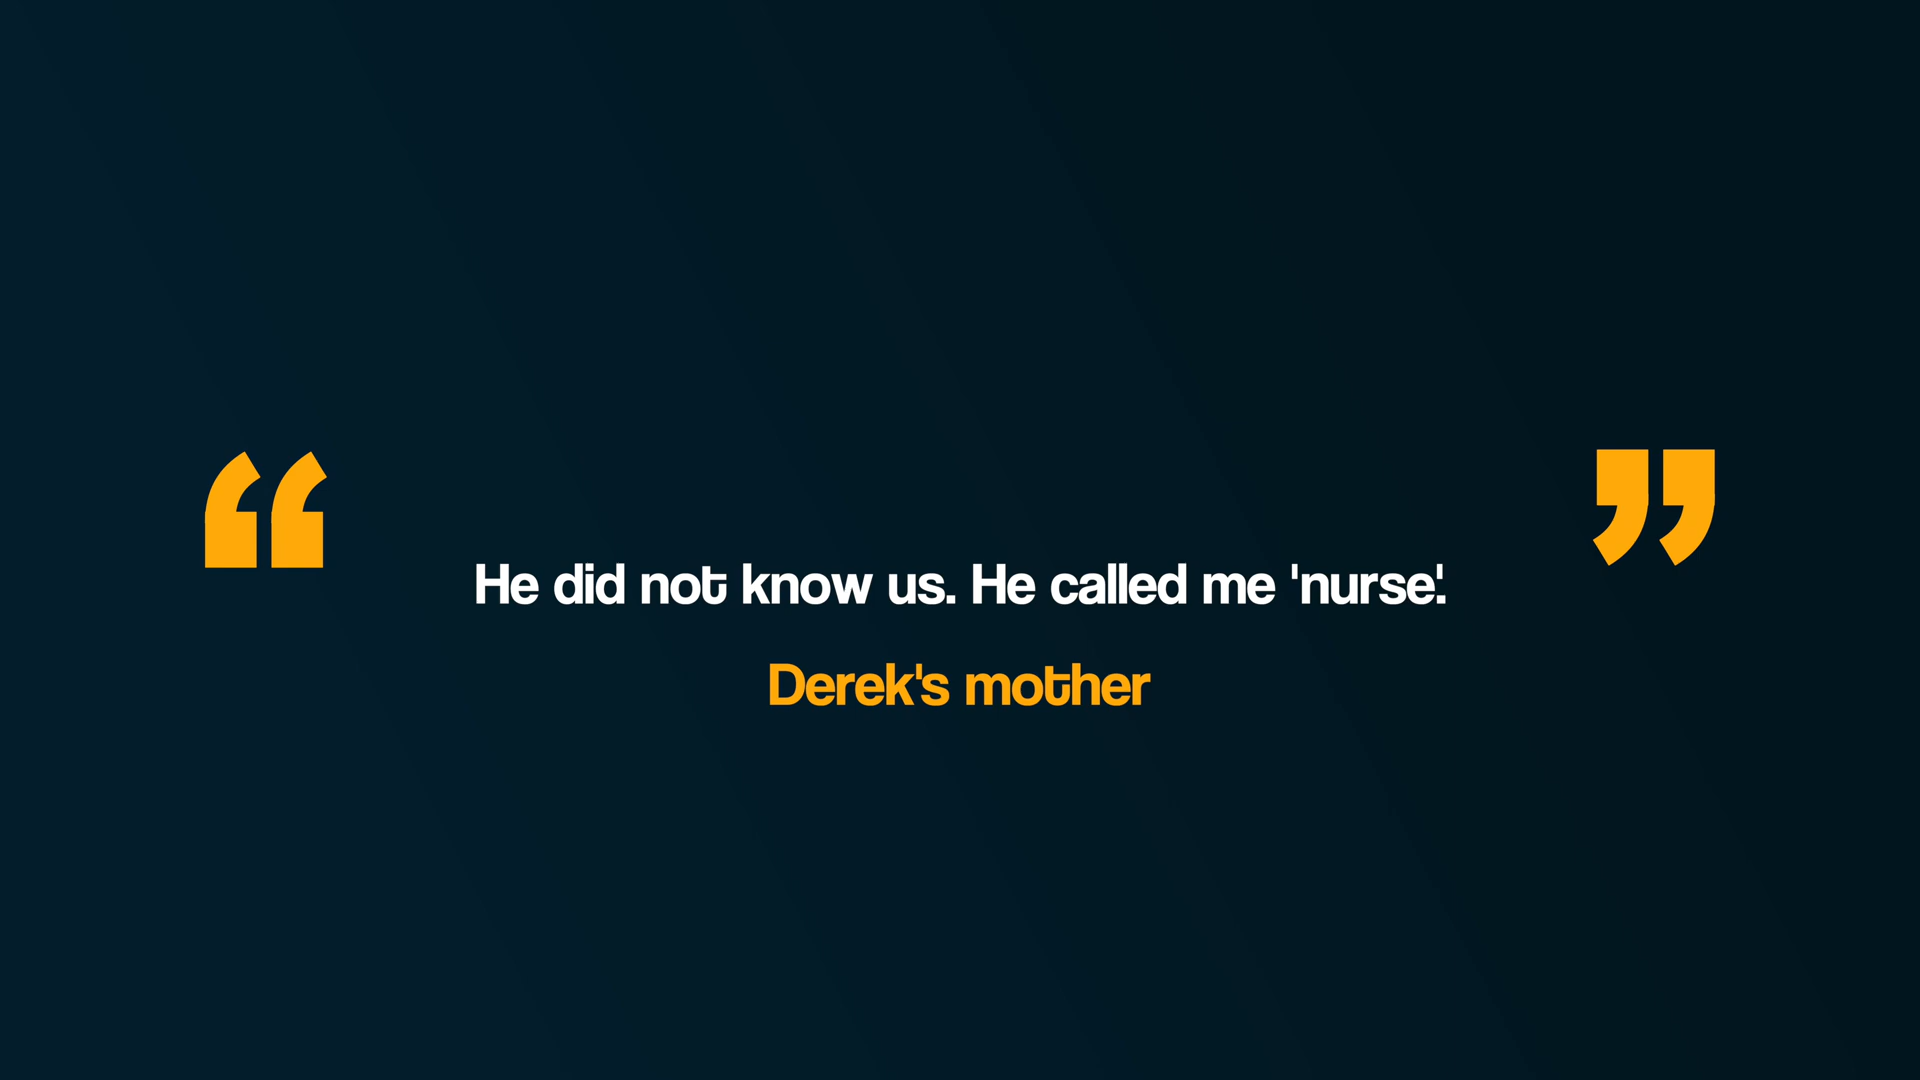 “He did not know us. He called me 'nurse'.”
Derek's mother